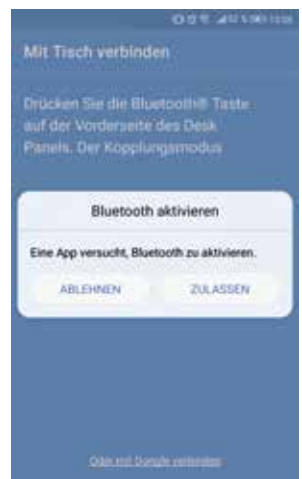 Mit Tisch verbinden
Drücken Sie die Bluetooth® Taste
auf der Vorderseite des Desk
Panels. Der Kopplungsmodus
Bluetooth aktivieren
Eine App versucht, Bluetooth zu aktivieren.
ABLEHNEN ZULASSEN
Oder mit Dongle verbinden